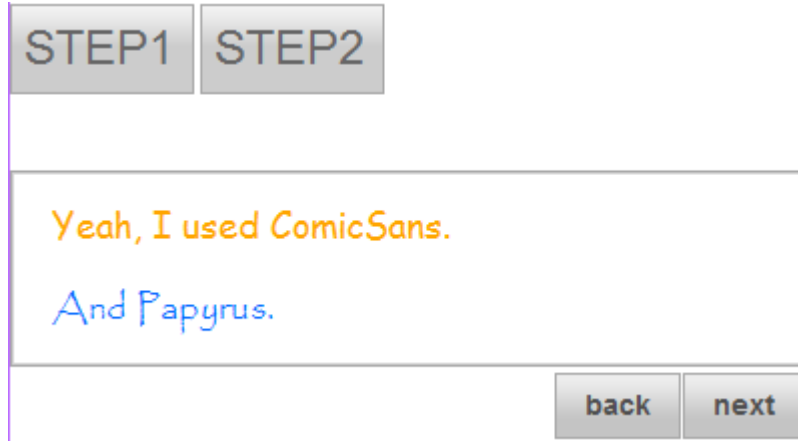 STEP1 STEP2
Yeah, I used ComicSans.
And Papyrus.
back next